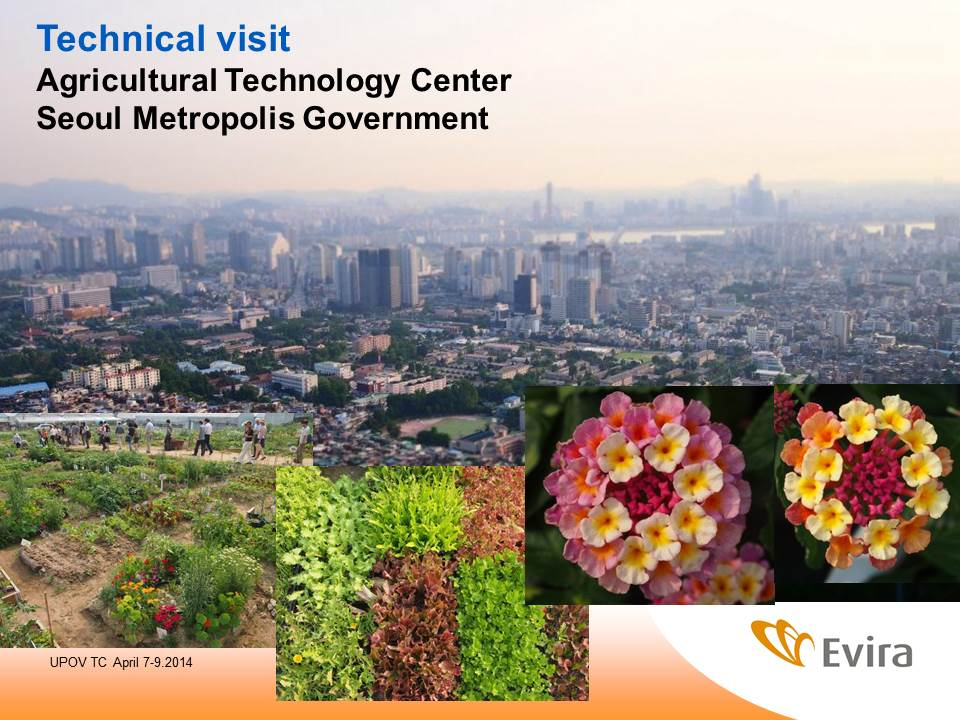 Technical visit
Agricultural Technology Center
Seoul Metropolis Government
UPOV TC April 7-9.2014
Evira